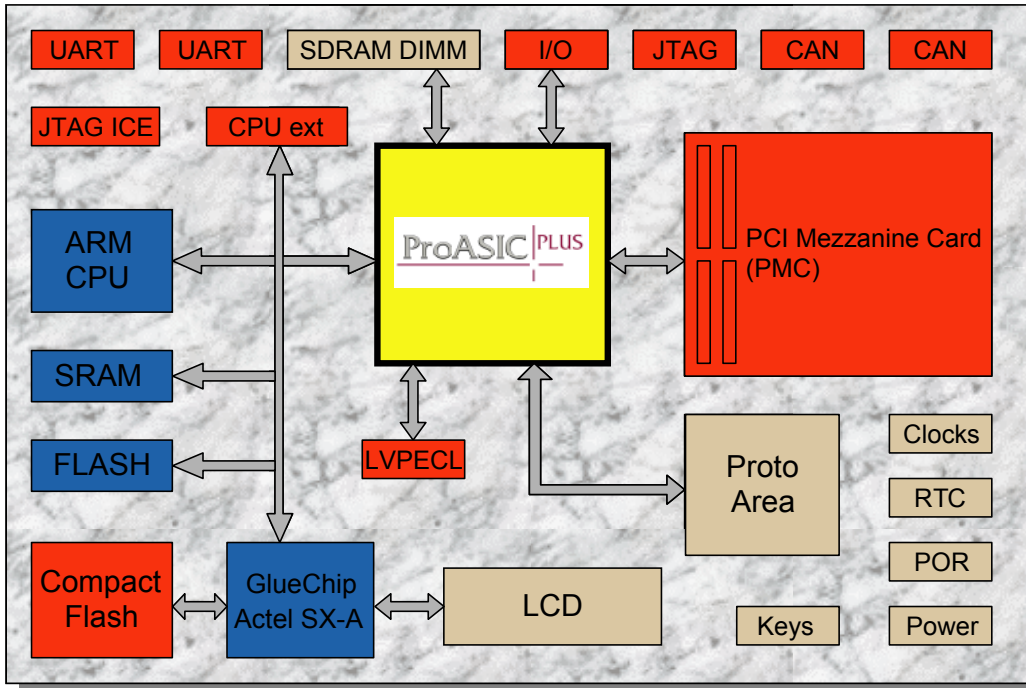 UART
UART
SDRAM DIMM
I/O
JTAG
CAN
CAN
JTAG ICE
CPU ext
ARM
CPU
ProASIC PLUS
PCI Mezzanine Card
(PMC)
SRAM
FLASH
LVPECL
Proto
Area
Clocks
RTC
POR
Power
Compact
Flash
GlueChip
Actel SX-A
LCD
Keys